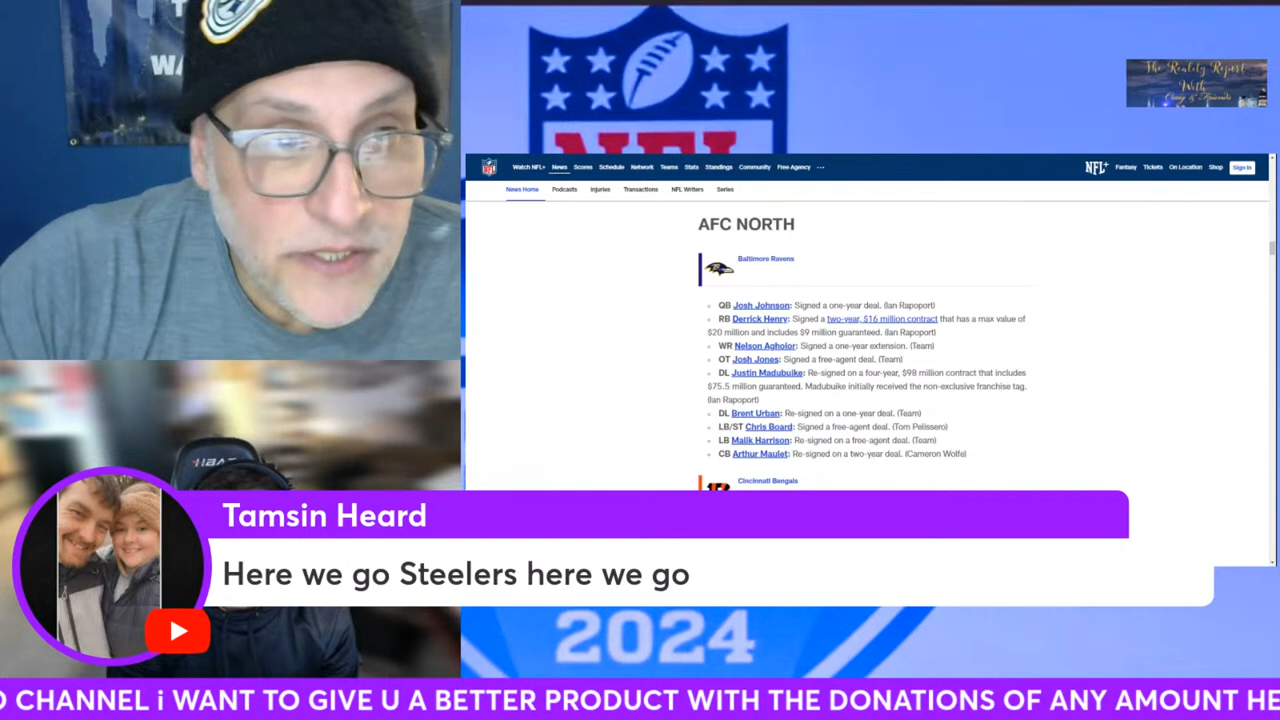 WA
NFL
The Reality Report
With
Craig & Friends
Watch NFL+ News Scores Schedule Network Teams Stats Standings Community Free Agency ···
NFL+ Fantasy Tickets On Location Shop Sign In
News Home Podcasts Injuries Transactions NFL Writers Series
AFC NORTH
Baltimore Ravens
QB Josh Johnson: Signed a one-year deal. (Ian Rapoport)
RB Derrick Henry: Signed a two-year, $16 million contract that has a max value of
$20 million and includes $9 million guaranteed. (Ian Rapoport)
WR Nelson Agholor: Signed a one-year extension. (Team)
OT Josh Jones: Signed a free-agent deal. (Team)
DL Justin Madubuike: Re-signed on a four-year, $98 million contract that includes
$75.5 million guaranteed. Madubuike initially received the non-exclusive franchise tag.
(Ian Rapoport)
DL Brent Urban: Re-signed on a one-year deal. (Team)
LB/ST Chris Board: Signed a free-agent deal. (Tom Pelissero)
LB Malik Harrison: Re-signed on a free-agent deal. (Team)
CB Arthur Maulet: Re-signed on a two-year deal. (Cameron Wolfe)
Cincinnati Bengals
Tamsin Heard
Here we go Steelers here we go
2024
CHANNEL i WANT TO GIVE U A BETTER PRODUCT WITH THE DONATIONS OF ANY AMOUNT HE